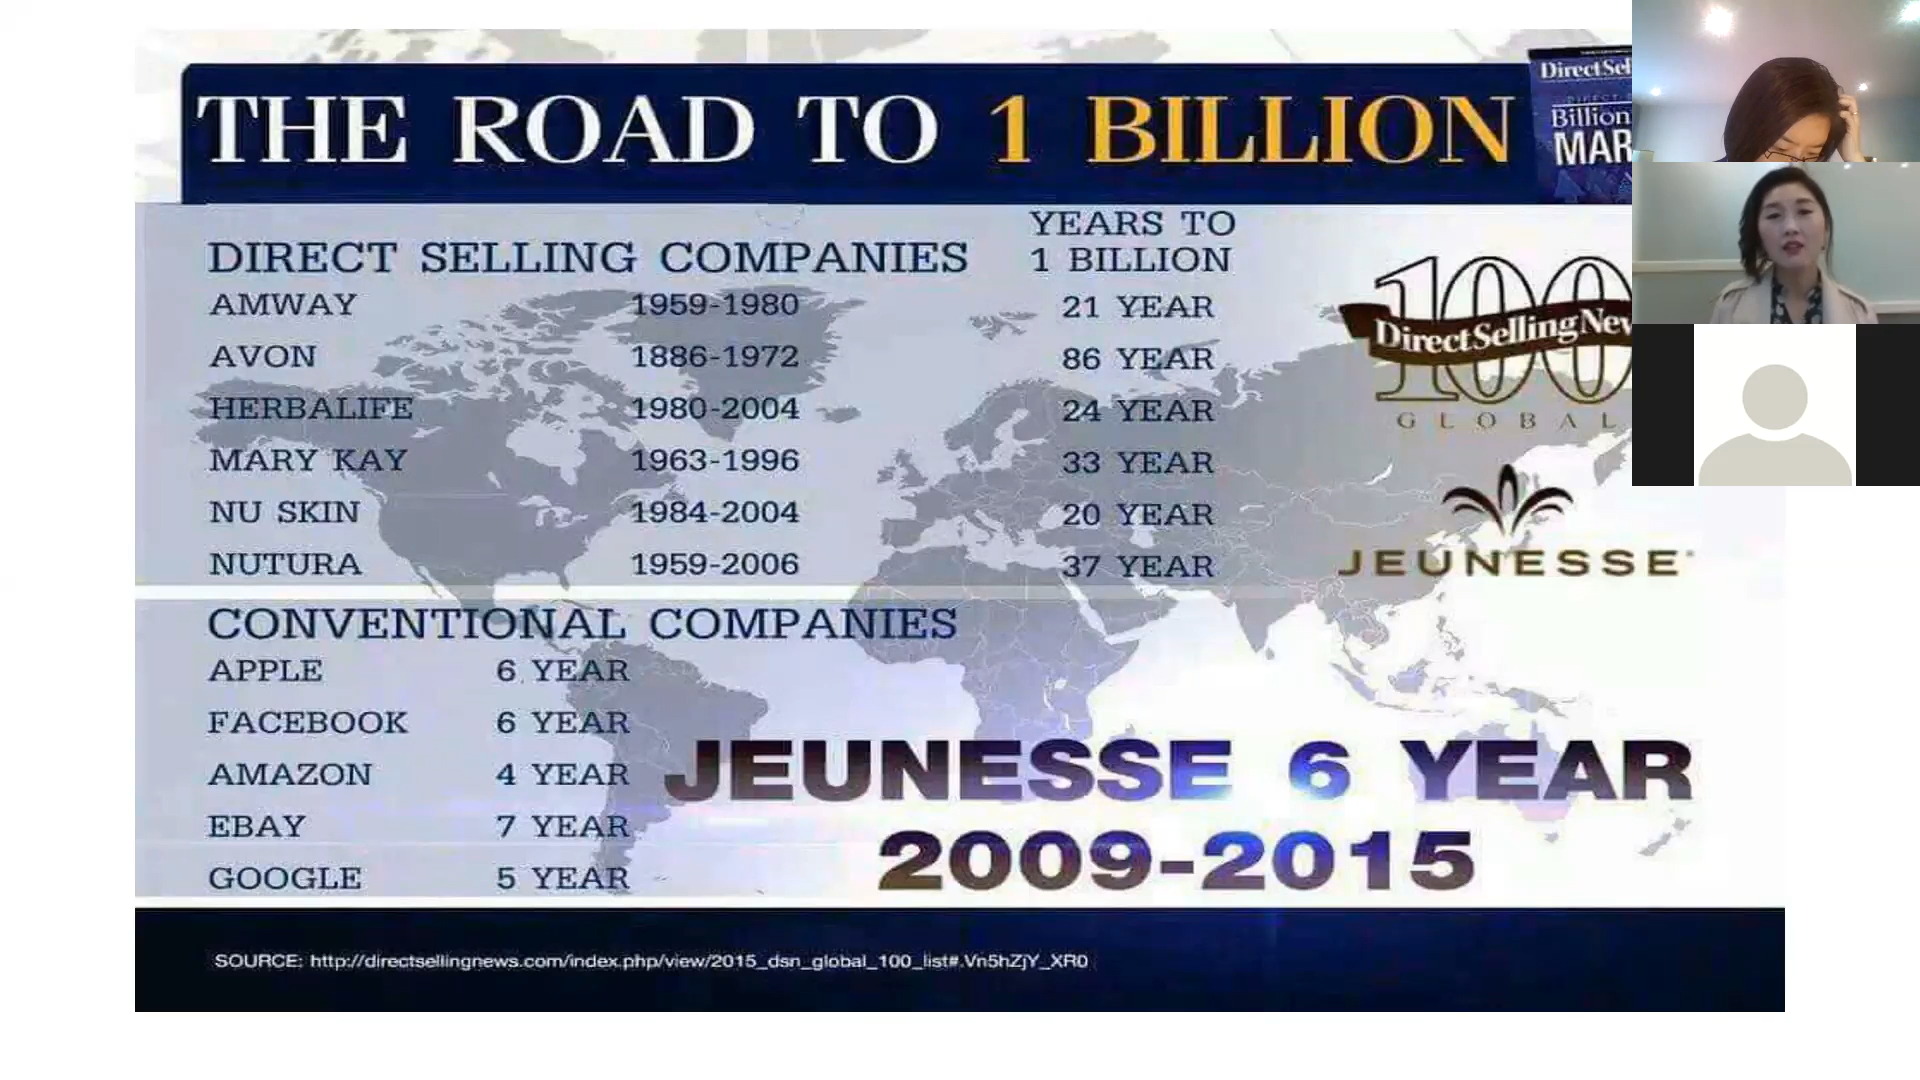 THE ROAD TO 1 BILLION
DirectSel
Billion
MAR
DIRECT SELLING COMPANIES
YEARS TO
1 BILLION
AMWAY 1959-1980 21 YEAR
AVON 1886-1972 86 YEAR
HERBALIFE 1980-2004 24 YEAR
MARY KAY 1963-1996 33 YEAR
NU SKIN 1984-2004 20 YEAR
NUTURA 1959-2006 37 YEAR
100
DirectSellingNew
GLOBAL
JEUNESSE
CONVENTIONAL COMPANIES
APPLE 6 YEAR
FACEBOOK 6 YEAR
AMAZON 4 YEAR
EBAY 7 YEAR
GOOGLE 5 YEAR
JEUNESSE 6 YEAR
2009-2015
SOURCE: http://directsellingnews.com/index.php/view/2015_dsn_global_100_list#.Vn5hZjY_XR0